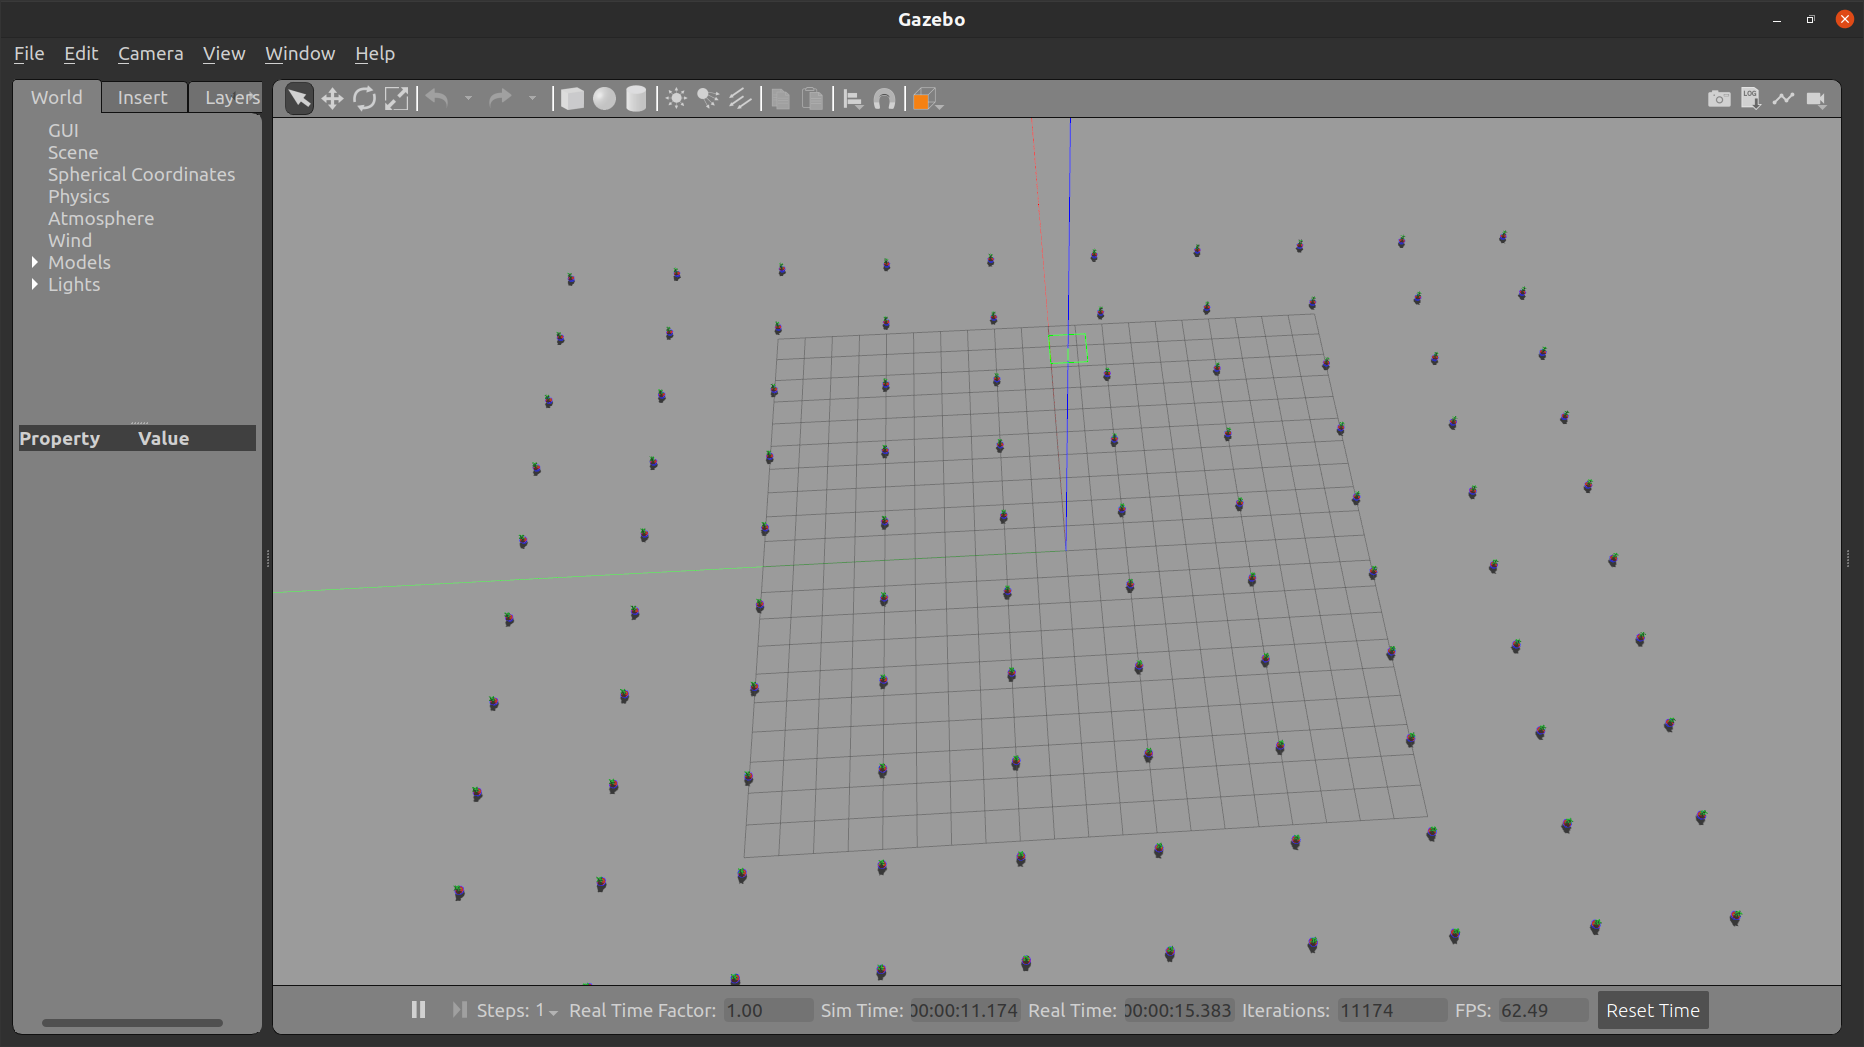 Gazebo
File Edit Camera View Window Help
World Insert Layers
GUI
Scene
Spherical Coordinates
Physics
Atmosphere
Wind
Models
Lights
Property Value
LOG
Steps: 1 Real Time Factor: 1.00 Sim Time: 00:00:11.174 Real Time: 00:00:15.383 Iterations: 11174 FPS: 62.49 Reset Time